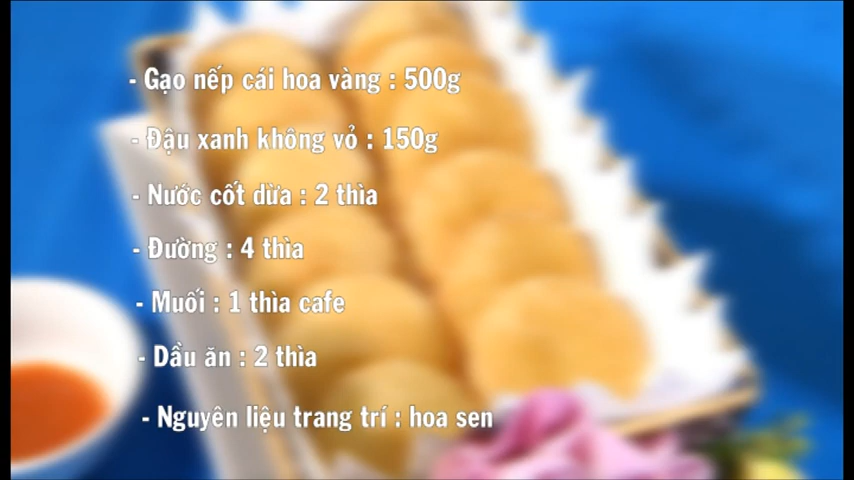 - Gạo nếp cái hoa vàng : 500g
- Đậu xanh không vỏ : 150g
- Nước cốt dừa : 2 thìa
- Đường : 4 thìa
- Muối : 1 thìa cafe
- Dầu ăn : 2 thìa
- Nguyên liệu trang trí : hoa sen